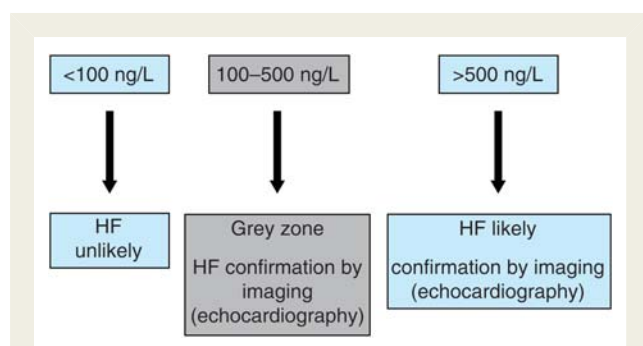 <100 ng/L
100–500 ng/L
>500 ng/L
HF
unlikely
Grey zone
HF confirmation by
imaging
(echocardiography)
HF likely
confirmation by imaging
(echocardiography)